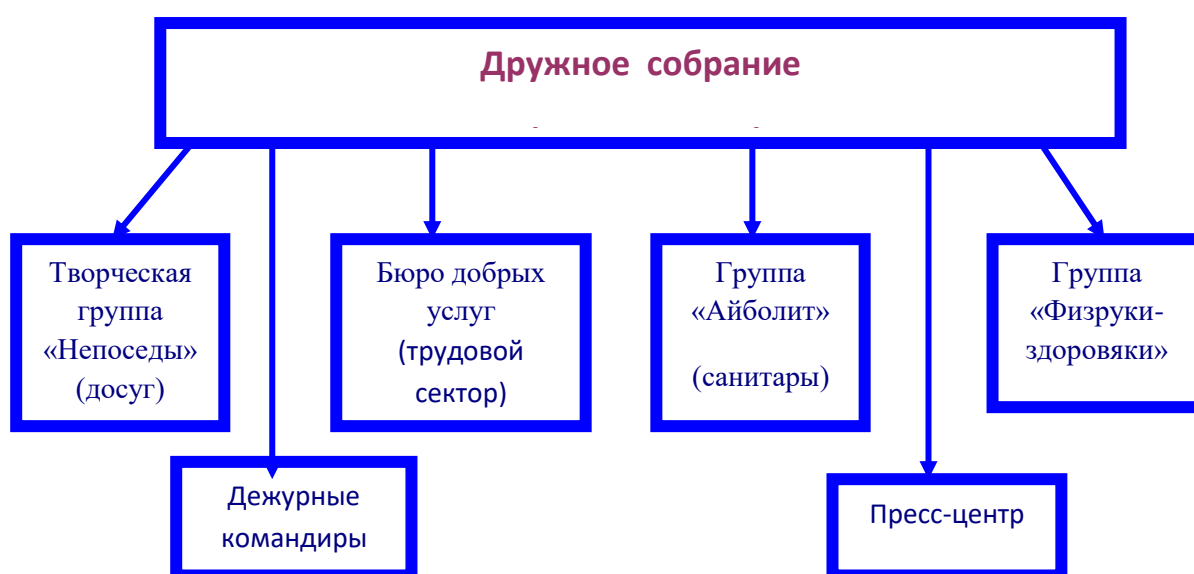 Дружное собрание
Творческая
группа
«Непоседы»
(досуг)
Бюро добрых
услуг
(трудовой
сектор)
Группа
«Айболит»
(санитары)
Группа
«Физруки-
здоровяки»
Дежурные
командиры
Пресс-центр